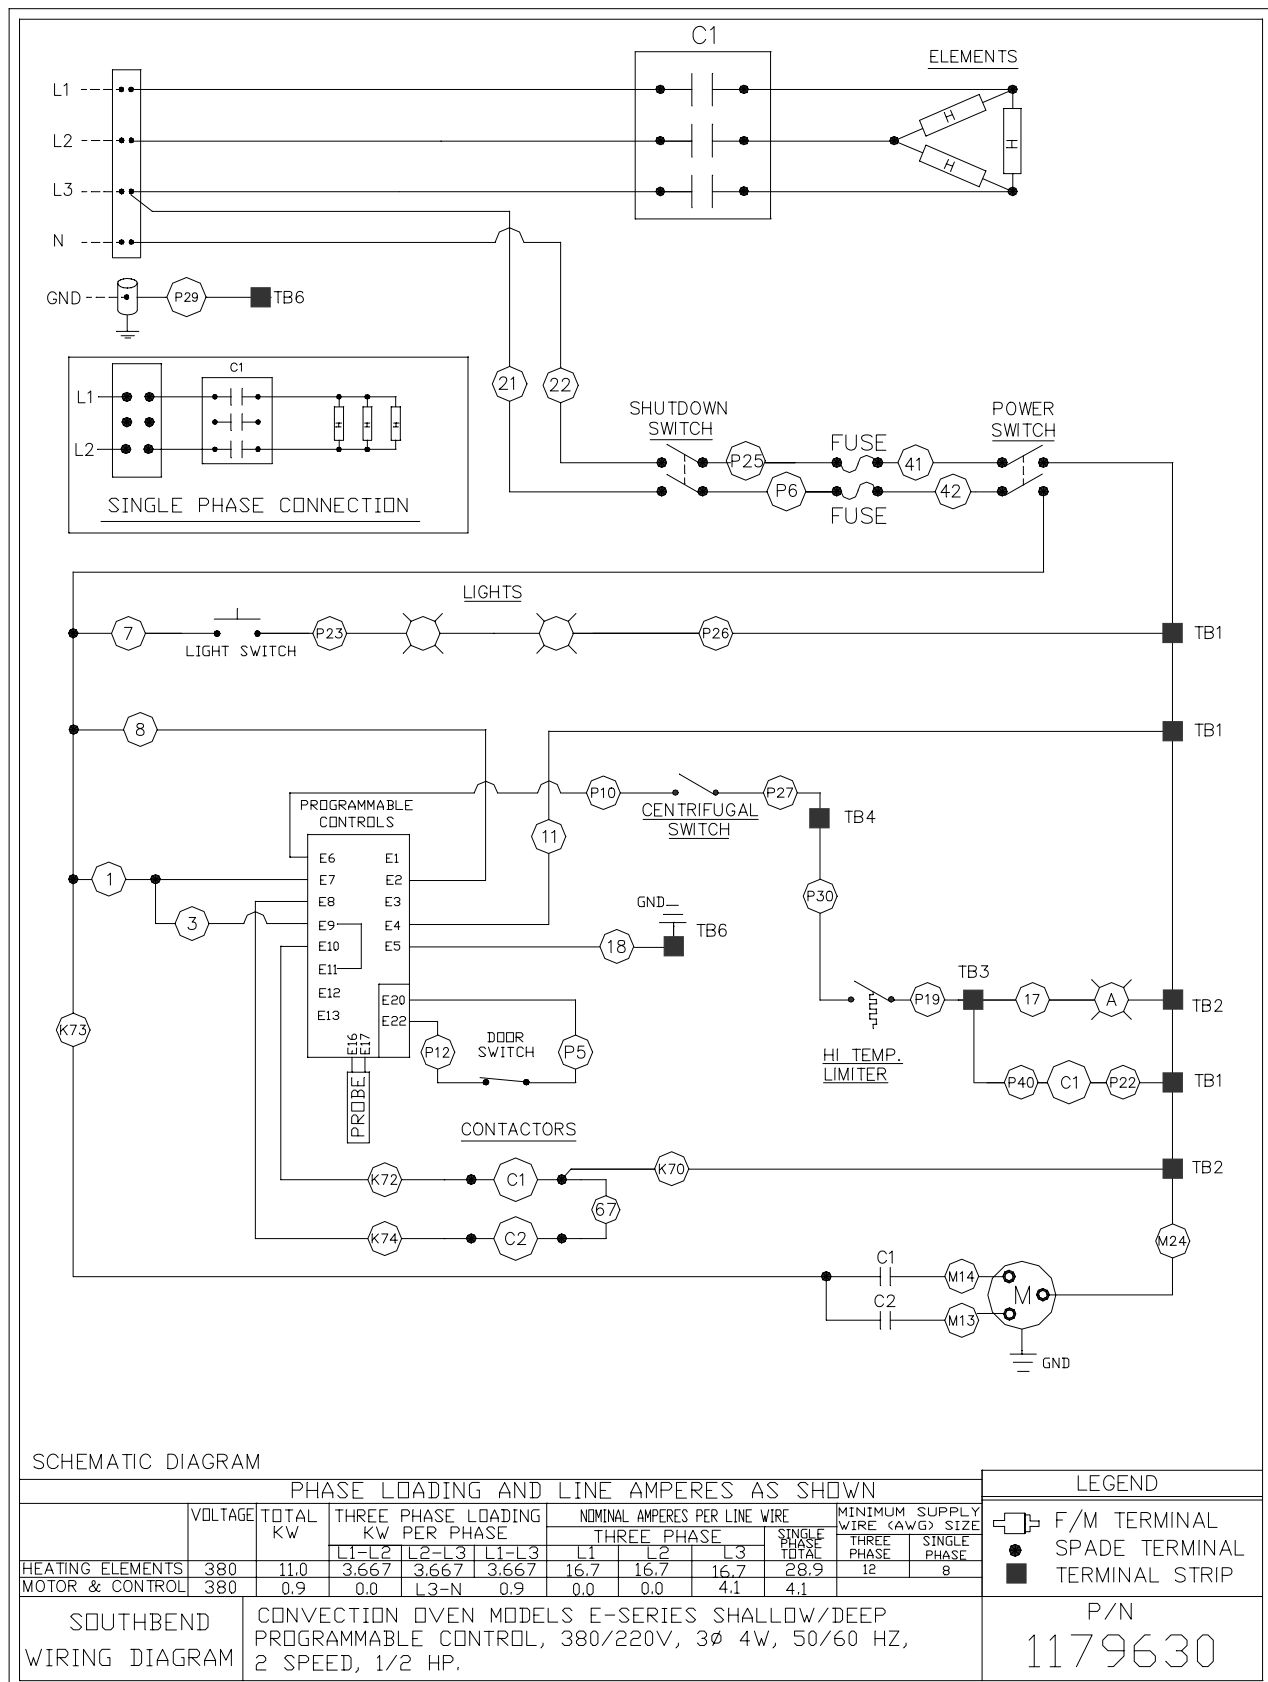 C1
ELEMENTS
L1
L2
L3
N
H
H
H
GND
P29
TB6
C1
L1
L2
H
H
H
SINGLE PHASE CONNECTION
21
22
SHUTDOWN
SWITCH
POWER
SWITCH
FUSE
P25
41
P6
42
FUSE
LIGHTS
7
P23
P26
TB1
LIGHT SWITCH
8
TB1
P10
P27
CENTRIFUGAL
SWITCH
TB4
PROGRAMMABLE
CONTROLS
11
E6 E1
E7 E2
E8 E3
E9 E4
E10 E5
E11
E12
E13
E20
E22
E16
E17
1
3
P30
GND
18
TB6
TB3
P19
17
A
TB2
K73
P12
DOOR
SWITCH
P5
HI TEMP.
LIMITER
P40
C1
P22
TB1
PROBE
CONTACTORS
K72
C1
K70
TB2
67
K74
C2
M24
C1
M14
M
C2
M13
GND
SCHEMATIC DIAGRAM
PHASE LOADING AND LINE AMPERES AS SHOWN
VOLTAGE
TOTAL
KW
THREE PHASE LOADING
KW PER PHASE
L1-L2 L2-L3 L1-L3
NOMINAL AMPERES PER LINE WIRE
THREE PHASE
L1 L2 L3
SINGLE
PHASE
TOTAL
MINIMUM SUPPLY
WIRE (AWG) SIZE
THREE
PHASE
SINGLE
PHASE
HEATING ELEMENTS 380 11.0 3.667 3.667 3.667 16.7 16.7 16.7 28.9 12 8
MOTOR & CONTROL 380 0.9 0.0 L3-N 0.9 0.0 0.0 4.1 4.1
LEGEND
F/M TERMINAL
SPADE TERMINAL
TERMINAL STRIP
SOUTHBEND
WIRING DIAGRAM
CONVECTION OVEN MODELS E-SERIES SHALLOW/DEEP
PROGRAMMABLE CONTROL, 380/220V, 3Ø 4W, 50/60 HZ,
2 SPEED, 1/2 HP.
P/N
1179630